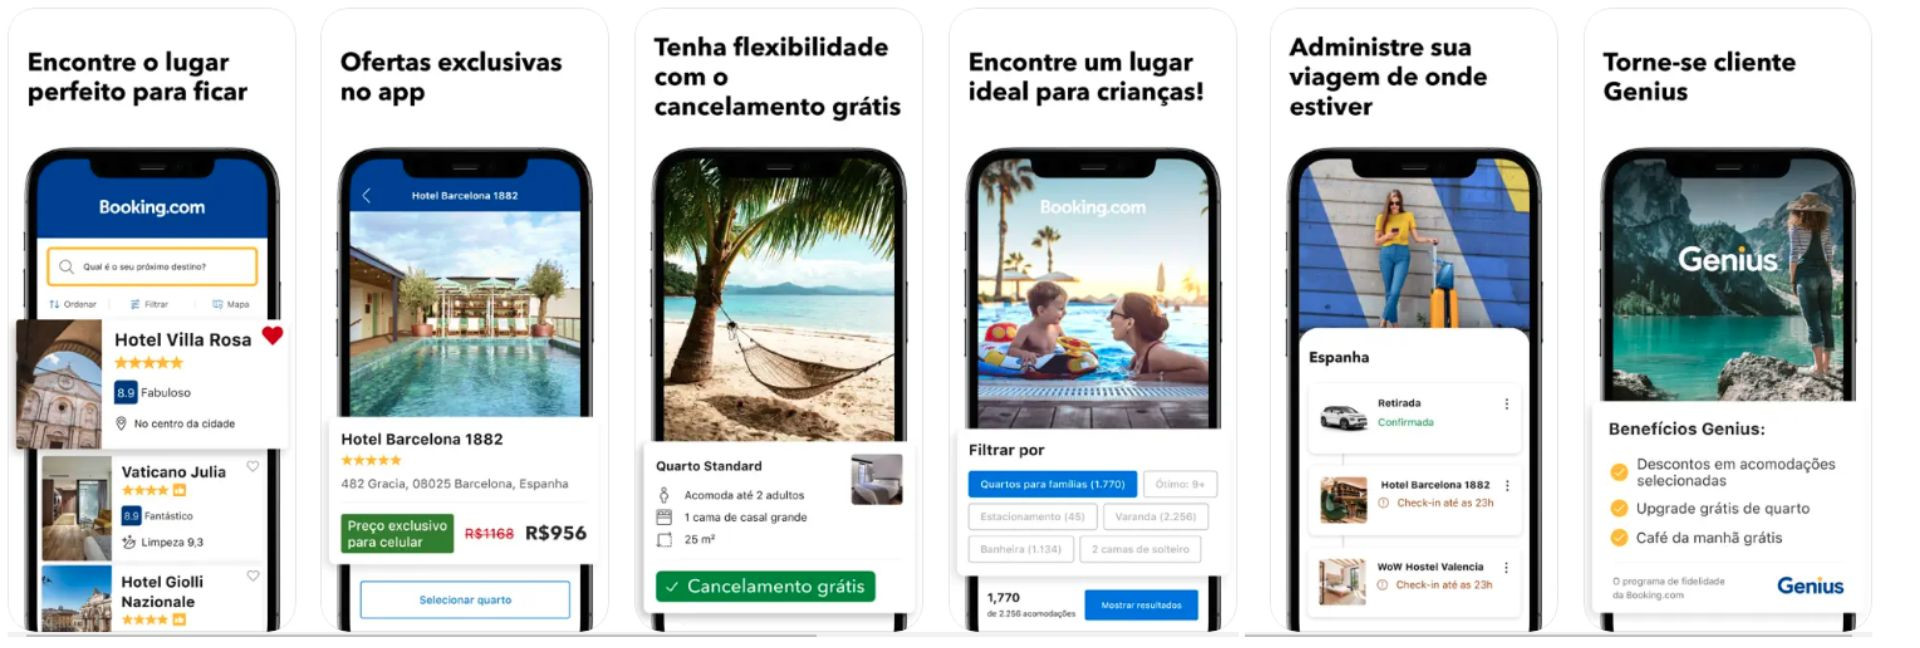 Encontre o lugar
perfeito para ficar
Booking.com
Qual é o seu próximo destino?
Ordenar
Filtrar
Mapa
Hotel Villa Rosa
8.9 Fabuloso
No centro da cidade
Vaticano Julia
8.9 Fantástico
Limpeza 9,3
Hotel Giolli
Nazionale
Ofertas exclusivas
no app
Hotel Barcelona 1882
Hotel Barcelona 1882
482 Gracia, 08025 Barcelona, Espanha
Preço exclusivo
para celular
R$1168 R$956
Selecionar quarto
Tenha flexibilidade
com o
cancelamento grátis
Quarto Standard
Acomoda até 2 adultos
1 cama de casal grande
25 m²
Cancelamento grátis
Encontre um lugar
ideal para crianças!
Booking.com
Filtrar por
Quartos para famílias (1.770)
Ótimo: 9+
Estacionamento (45)
Varanda (2.256)
Banheira (1.134)
2 camas de solteiro
1,770
de 2.256 acomodações
Mostrar resultados
Administre sua
viagem de onde
estiver
Espanha
Retirada
Confirmada
Hotel Barcelona 1882
Check-in até as 23h
WoW Hostel Valencia
Check-in até as 23h
Torne-se cliente
Genius
Genius
Benefícios Genius:
Descontos em acomodações
selecionadas
Upgrade grátis de quarto
Café da manhã grátis
O programa de fidelidade
da Booking.com
Genius